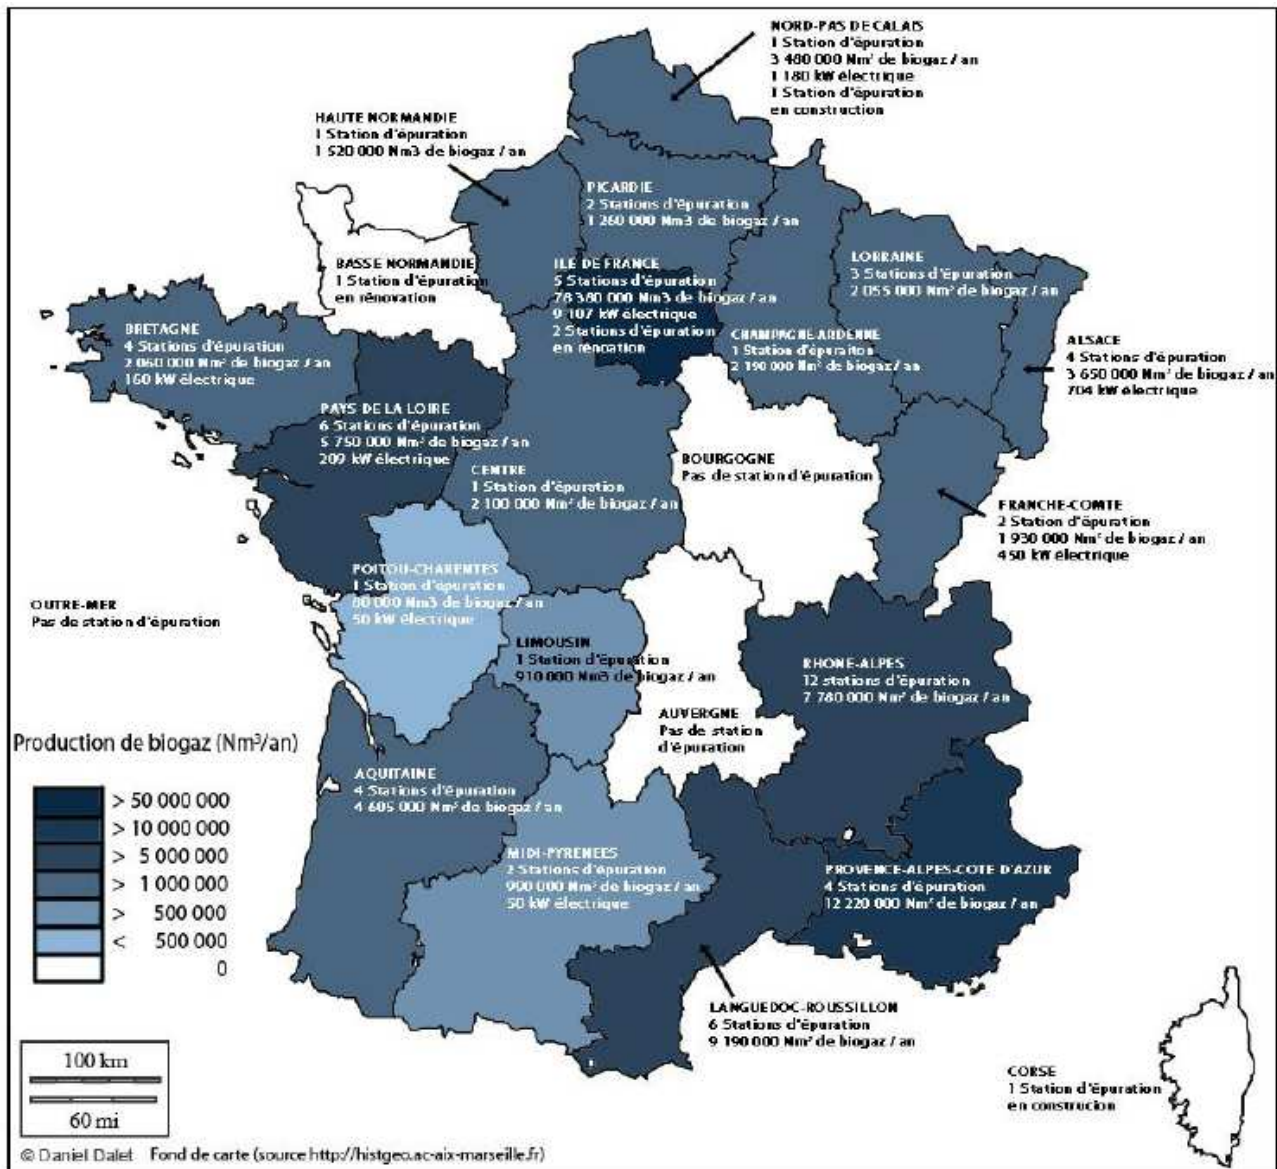 NORD-PAS DE CALAIS
1 Station d'épuration
3 480 000 Nm³ de biogaz / an
1 180 kW électrique
1 Station d'épuration
en construction
HAUTE NORMANDIE
1 Station d'épuration
1 520 000 Nm3 de biogaz / an
PICARDIE
2 Stations d'épuration
1 260 000 Nm3 de biogaz / an
BASSE NORMANDIE
1 Station d'épuration
en rénovation
ILE DE FRANCE
5 Stations d'épuration
78 380 000 Nm3 de biogaz / an
9 107 kW électrique
2 Stations d'épuration
en rencation
LORRAINE
3 Stations d'épuration
2 055 000 Nm³ de biogaz / an
BRETAGNE
4 Stations d'épuration
2 060 000 Nm³ de biogaz / an
160 kW électrique
CHAMPAGNE-ARDENNE
1 Station d'épuraiton
2 190 000 Nm³ de biogaz / an
ALSACE
4 Stations d'épuration
3 650 000 Nm³ de biogaz / an
704 kW électrique
PAYS DE LA LOIRE
6 Stations d'épuration
5 750 000 Nm³ de biogaz / an
209 kW électrique
CENTRE
1 Station d'épuration
2 100 000 Nm³ de biogaz / an
BOURGOGNE
Pas de station d'épuration
FRANCHE-COMTE
2 Station d'épuration
1 930 000 Nm³ de biogaz / an
450 kW électrique
POITOU-CHARENTES
1 Station d'épuration
80 000 Nm3 de biogaz / an
50 kW électrique
OUTRE-MER
Pas de station d'épuration
LIMOUSIN
1 Station d'épuration
910 000 Nm3 de biogaz / an
RHONE-ALPES
12 stations d'épuration
7 780 000 Nm³ de biogaz / an
AUVERGNE
Pas de station
d'épuration
AQUITAINE
4 Stations d'épuration
4 605 000 Nm³ de biogaz / an
MIDI-PYRENEES
2 Stations d'épuration
990 000 Nm³ de biogaz / an
50 kW électrique
PROVENCE-ALPES-COTE D'AZUR
4 Stations d'épuration
12 220 000 Nm³ de biogaz / an
LANGUEDOC-ROUSSILLON
6 Stations d'épuration
9 190 000 Nm³ de biogaz / an
CORSE
1 Station d'épuration
en construcion
Production de biogaz (Nm³/an)
> 50 000 000
> 10 000 000
> 5 000 000
> 1 000 000
> 500 000
< 500 000
0
100 km
60 mi
© Daniel Dalet Fond de carte (source http://histgeo.ac-aix-marseille.fr)